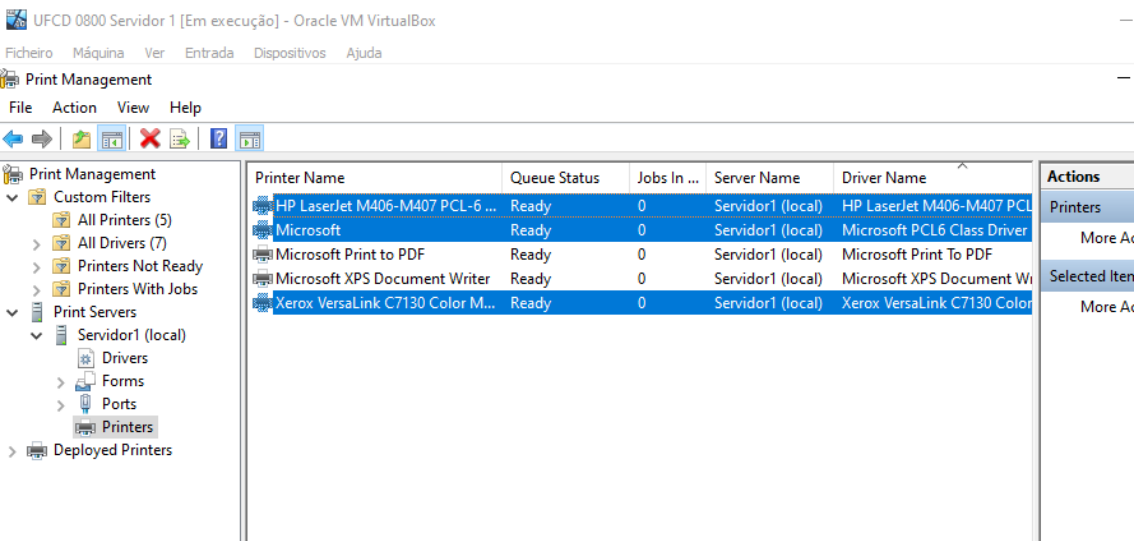 UFCD 0800 Servidor 1 [Em execução] - Oracle VM VirtualBox
Ficheiro Máquina Ver Entrada Dispositivos Ajuda
Print Management
File Action View Help
Print Management
Custom Filters
All Printers (5)
All Drivers (7)
Printers Not Ready
Printers With Jobs
Print Servers
Servidor1 (local)
Drivers
Forms
Ports
Printers
Deployed Printers
Printer Name Queue Status Jobs In ... Server Name Driver Name
HP LaserJet M406-M407 PCL-6 ... Ready 0 Servidor1 (local) HP LaserJet M406-M407 PCL
Microsoft Ready 0 Servidor1 (local) Microsoft PCL6 Class Driver
Microsoft Print to PDF Ready 0 Servidor1 (local) Microsoft Print To PDF
Microsoft XPS Document Writer Ready 0 Servidor1 (local) Microsoft XPS Document Wr
Xerox VersaLink C7130 Color M... Ready 0 Servidor1 (local) Xerox VersaLink C7130 Color
Actions
Printers
More Ac
Selected Iten
More Ac